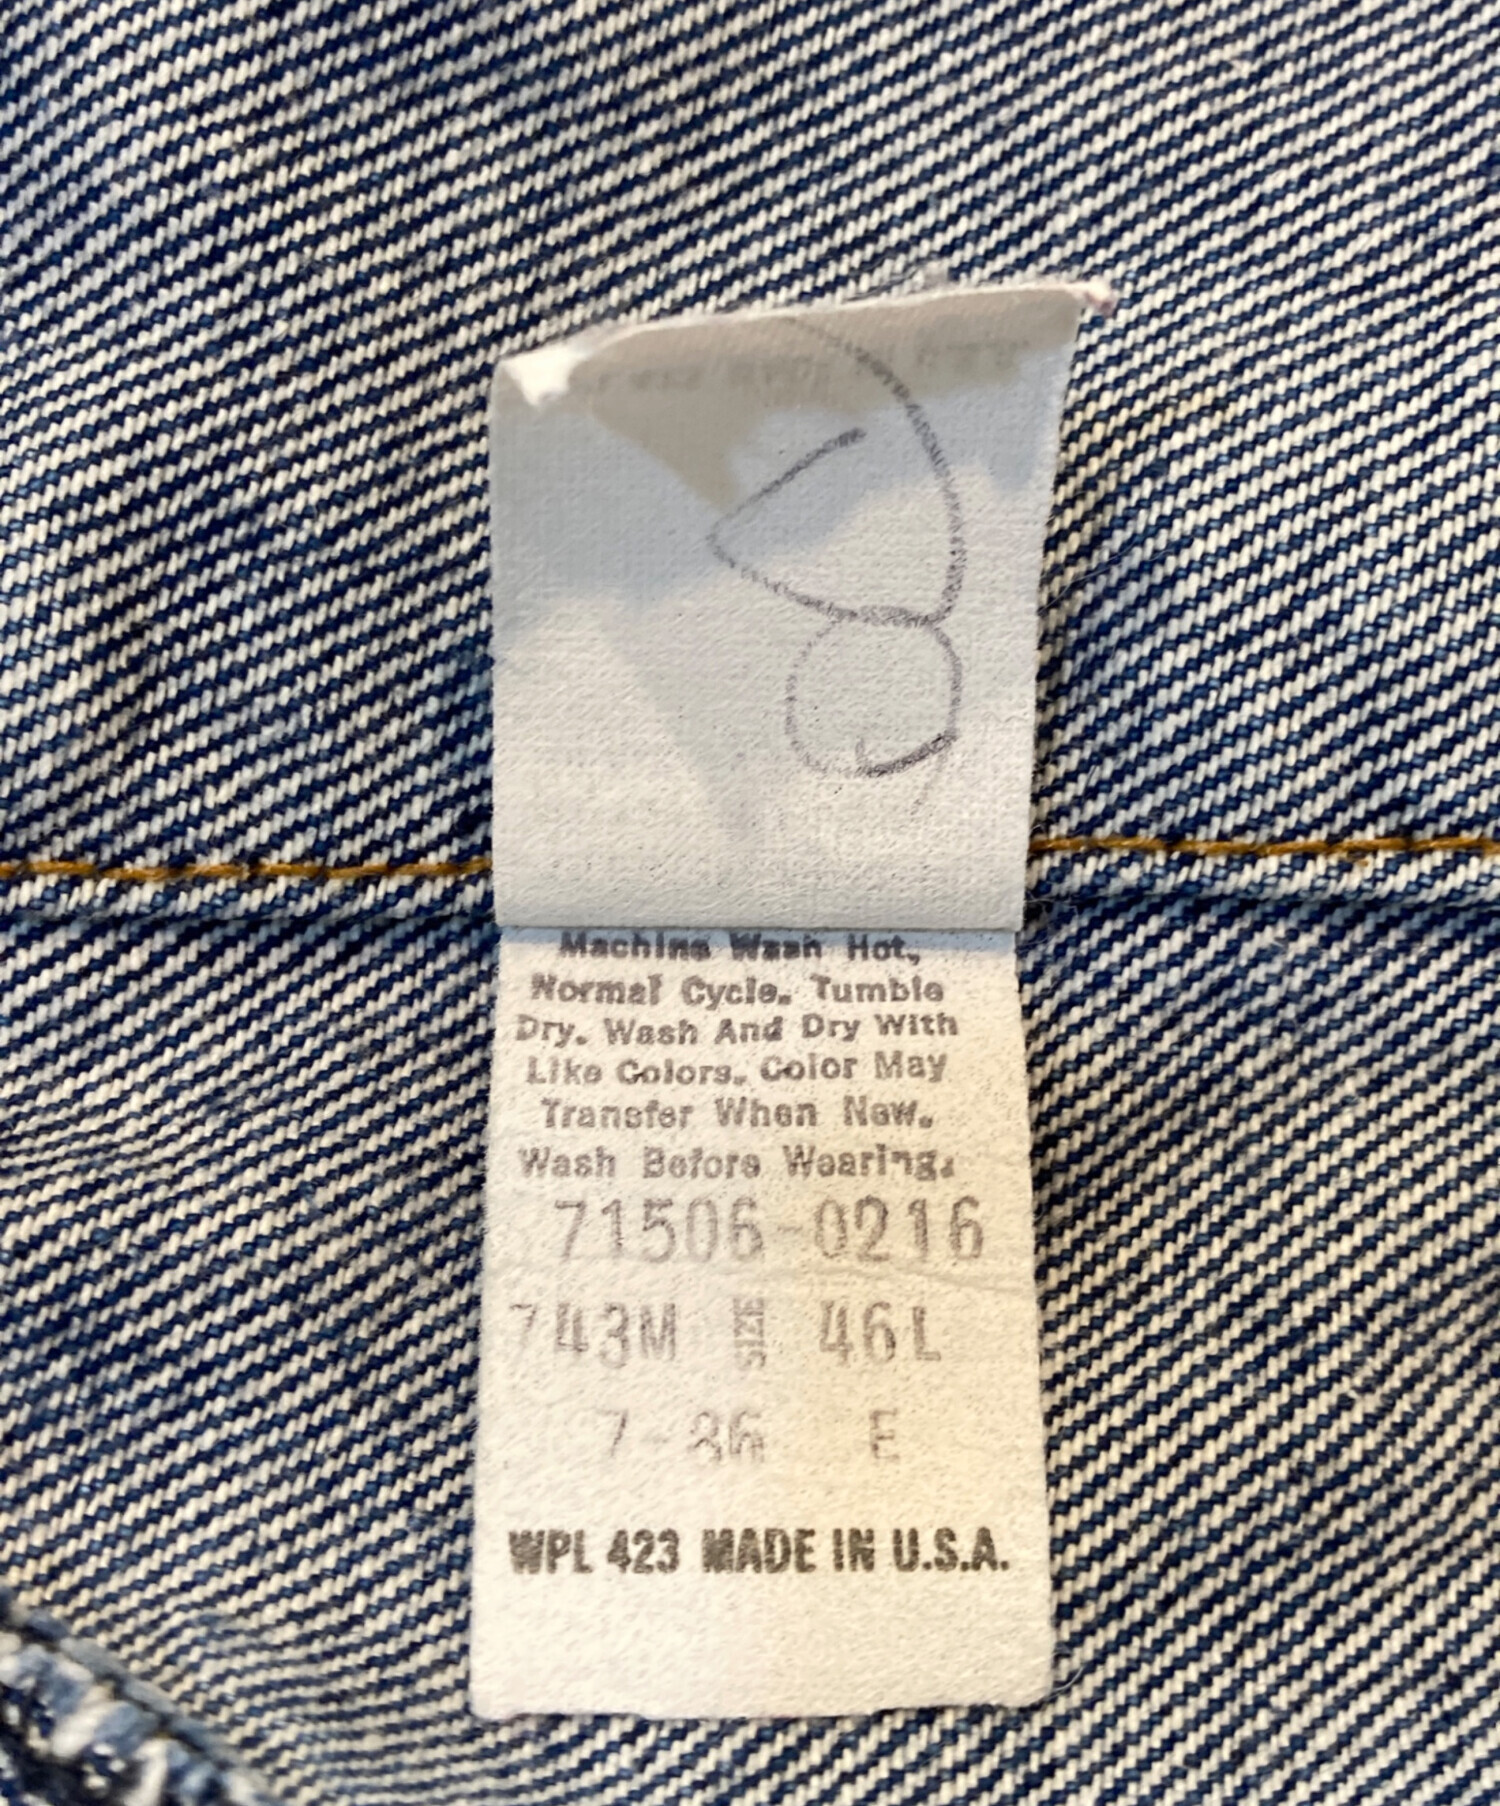 Machine Wash Hot,
Normal Cycle. Tumble
Dry. Wash And Dry With
Like Colors. Color May
Transfer When New.
Wash Before Wearing.
71506-0216
743M SIZE 46L
7-86 E
WPL 423 MADE IN U.S.A.